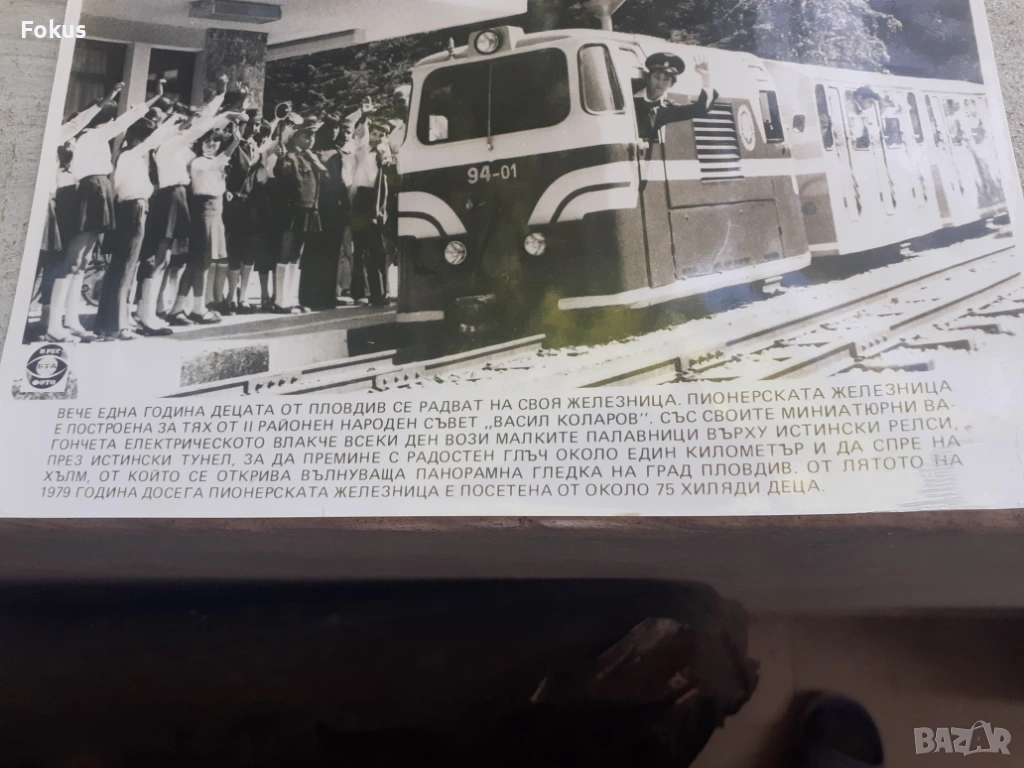 Fokus
94-01
ПРЕС
БТА
ФОТО
ВЕЧЕ ЕДНА ГОДИНА ДЕЦАТА ОТ ПЛОВДИВ СЕ РАДВАТ НА СВОЯ ЖЕЛЕЗНИЦА. ПИОНЕРСКАТА ЖЕЛЕЗНИЦА
Е ПОСТРОЕНА ЗА ТЯХ ОТ II РАЙОНЕН НАРОДЕН СЪВЕТ „ВАСИЛ КОЛАРОВ". СЪС СВОИТЕ МИНИАТЮРНИ ВА-
ГОНЧЕТА ЕЛЕКТРИЧЕСКОТО ВЛАКЧЕ ВСЕКИ ДЕН ВОЗИ МАЛКИТЕ ПАЛАВНИЦИ ВЪРХУ ИСТИНСКИ РЕЛСИ,
ПРЕЗ ИСТИНСКИ ТУНЕЛ, ЗА ДА ПРЕМИНЕ С РАДОСТЕН ГЛЪЧ ОКОЛО ЕДИН КИЛОМЕТЪР И ДА СПРЕ НА
ХЪЛМ, ОТ КОЙТО СЕ ОТКРИВА ВЪЛНУВАЩА ПАНОРАМНА ГЛЕДКА НА ГРАД ПЛОВДИВ. ОТ ЛЯТОТО НА
1979 ГОДИНА ДОСЕГА ПИОНЕРСКАТА ЖЕЛЕЗНИЦА Е ПОСЕТЕНА ОТ ОКОЛО 75 ХИЛЯДИ ДЕЦА.
BAZAR